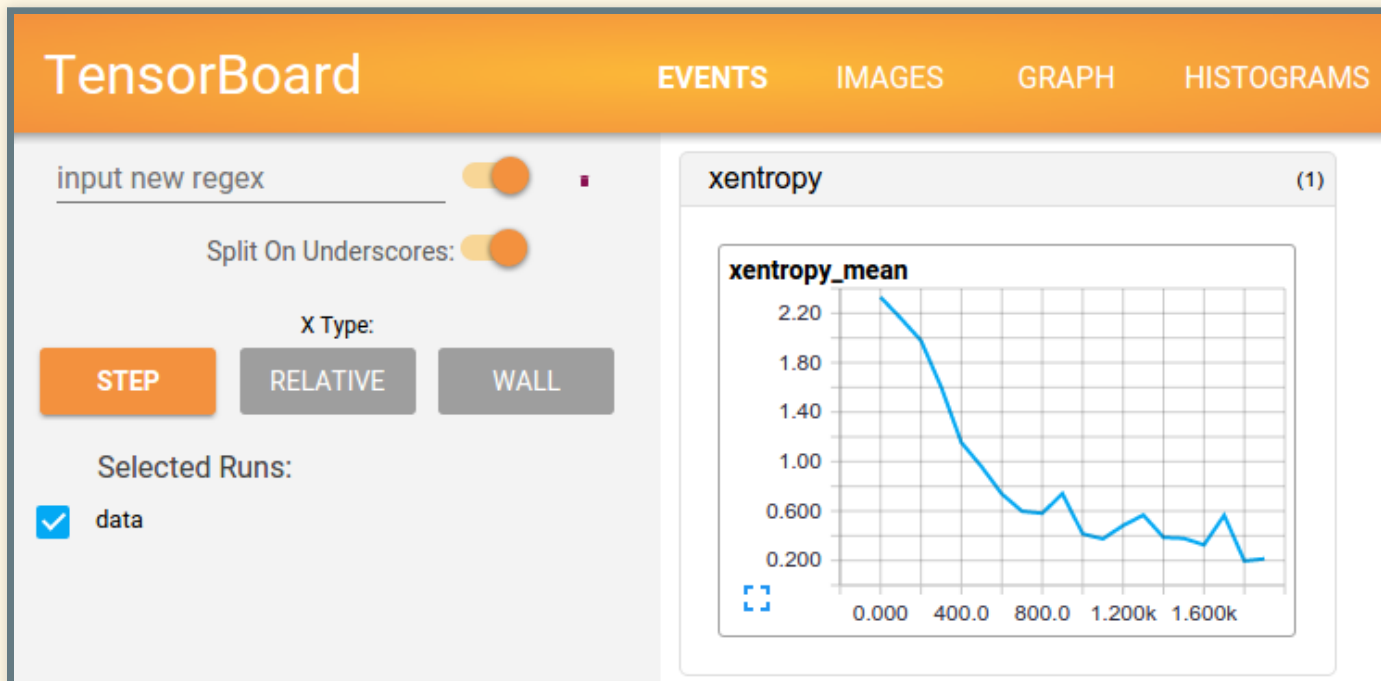 TensorBoard
EVENTS IMAGES GRAPH HISTOGRAMS
input new regex
Split On Underscores:
X Type:
STEP RELATIVE WALL
Selected Runs:
data
xentropy (1)
xentropy_mean
2.20
1.80
1.40
1.00
0.600
0.200
0.000 400.0 800.0 1.200k 1.600k